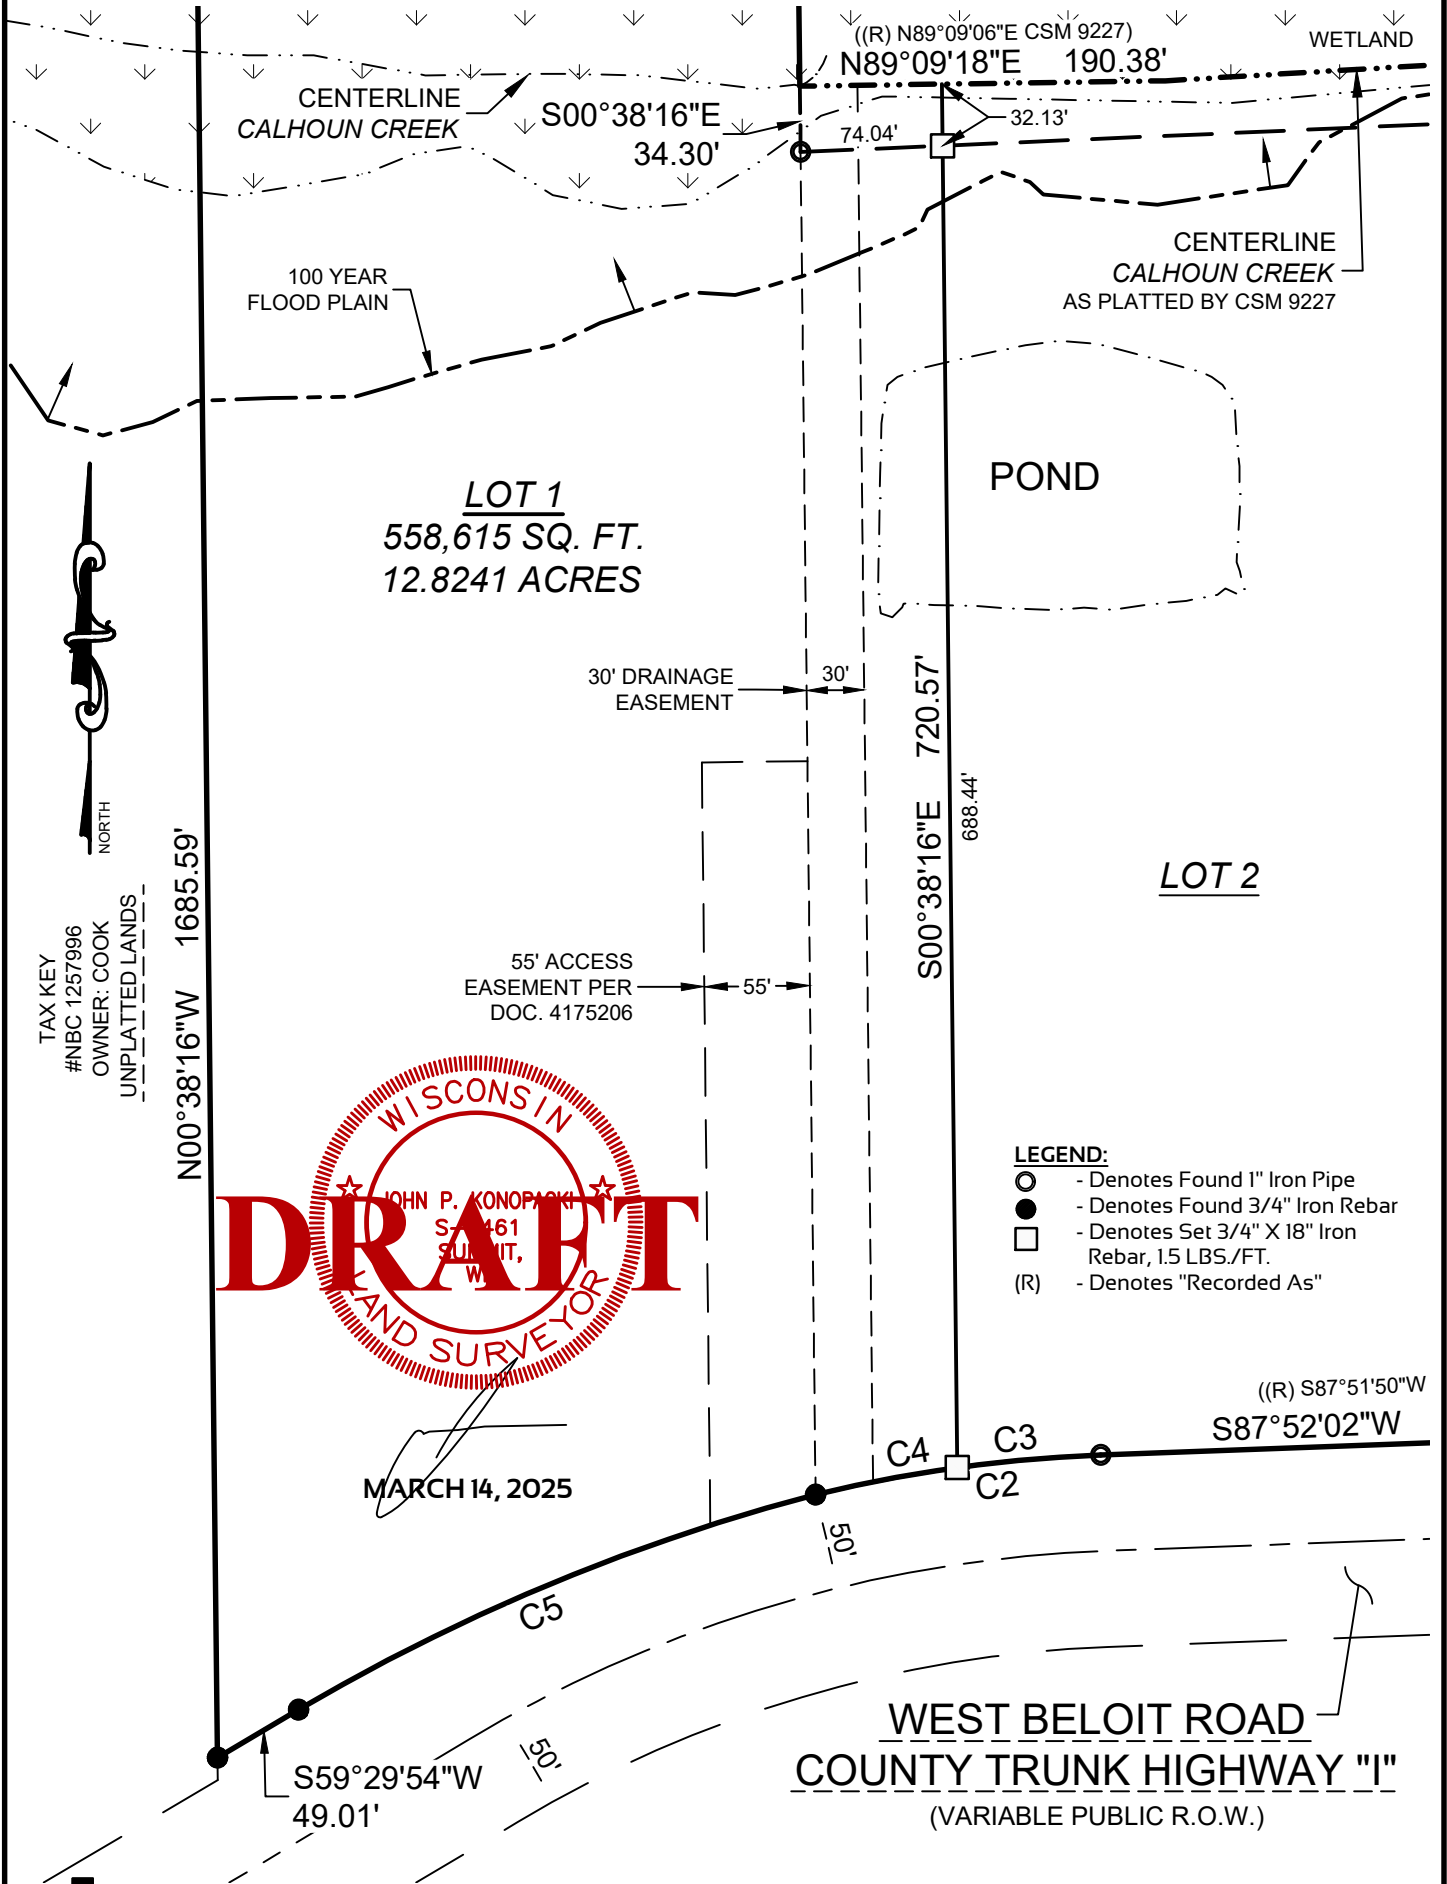 ((R) N89°09'06"E CSM 9227)
N89°09'18"E 190.38'
WETLAND
CENTERLINE
CALHOUN CREEK
S00°38'16"E
34.30'
74.04'
32.13'
100 YEAR
FLOOD PLAIN
CENTERLINE
CALHOUN CREEK
AS PLATTED BY CSM 9227
POND
LOT 1
558,615 SQ. FT.
12.8241 ACRES
NORTH
30' DRAINAGE
EASEMENT
30'
S00°38'16"E 720.57'
688.44'
LOT 2
TAX KEY
#NBC 1257996
OWNER: COOK
UNPLATTED LANDS
N00°38'16"W 1685.59'
55' ACCESS
EASEMENT PER
DOC. 4175206
55'
WISCONSIN
JOHN P. KONOPACKI
SUMMIT,
LAND SURVEYOR
DRAFT
MARCH 14, 2025
LEGEND:
- Denotes Found 1" Iron Pipe
- Denotes Found 3/4" Iron Rebar
- Denotes Set 3/4" X 18" Iron
Rebar, 1.5 LBS./FT.
(R) - Denotes "Recorded As"
((R) S87°51'50"W
S87°52'02"W
C4
C3
C2
50'
C5
50'
S59°29'54"W
49.01'
WEST BELOIT ROAD
COUNTY TRUNK HIGHWAY "I"
(VARIABLE PUBLIC R.O.W.)